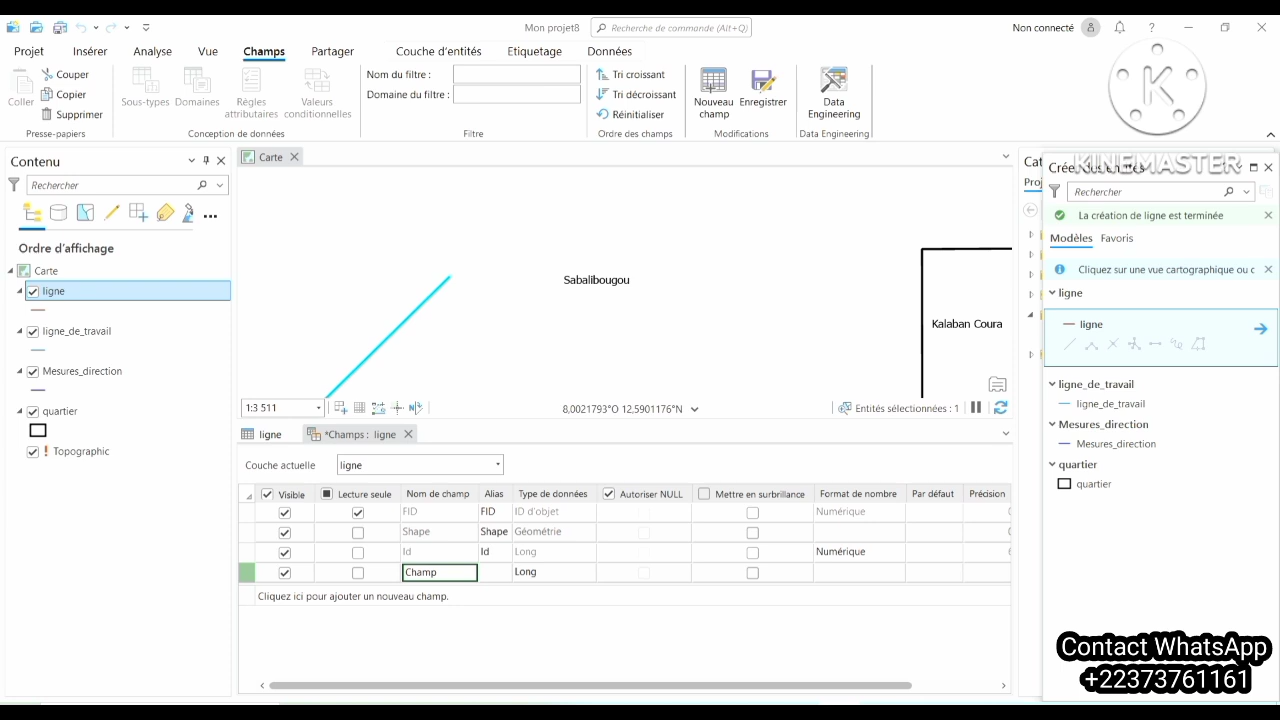 Mon projet8
Recherche de commande (Alt+Q)
Non connecté
Projet
Insérer
Analyse
Vue
Champs
Partager
Couche d'entités
Etiquetage
Données
Coller
Couper
Copier
Supprimer
Presse-papiers
Sous-types
Domaines
Règles
attributaires
Valeurs
conditionnelles
Conception de données
Nom du filtre :
Domaine du filtre :
Filtre
Tri croissant
Tri décroissant
Réinitialiser
Ordre des champs
Nouveau
champ
Enregistrer
Modifications
Data
Engineering
Data Engineering
K
KINEMASTER
Contenu
Rechercher
Ordre d'affichage
Carte
ligne
ligne_de_travail
Mesures_direction
quartier
Topographic
Carte
Sabalibougou
Kalaban Coura
1:3 511
8,0021793°O 12,5901176°N
Entités sélectionnées : 1
ligne
*Champs : ligne
Couche actuelle
ligne
Visible Lecture seule Nom de champ Alias Type de données Autoriser NULL Mettre en surbrillance Format de nombre Par défaut Précision
FID FID ID d'objet Numérique
Shape Shape Géométrie
Id Id Long Numérique
Champ Long
Cliquez ici pour ajouter un nouveau champ.
Cat
Proj
Rechercher
La création de ligne est terminée
Modèles Favoris
Cliquez sur une vue cartographique ou c
ligne
ligne
ligne_de_travail
ligne_de_travail
Mesures_direction
Mesures_direction
quartier
quartier
Contact WhatsApp
+22373761161